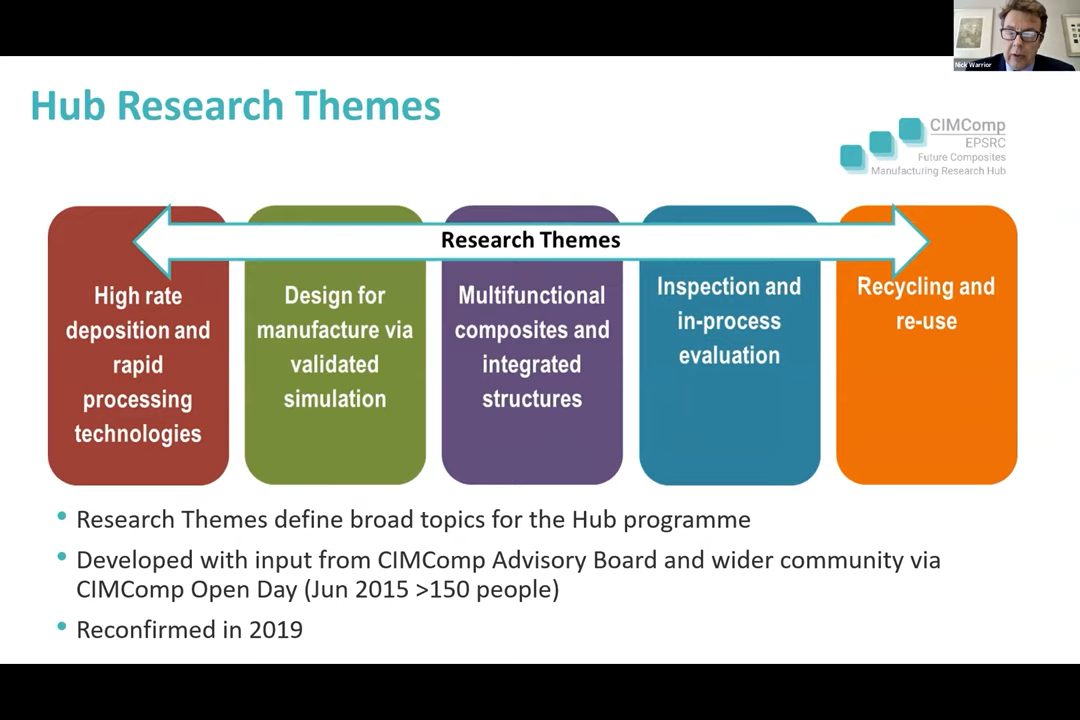 Nick Warrior
Hub Research Themes
CIMComp
EPSRC
Future Composites
Manufacturing Research Hub
Research Themes
High rate
deposition and
rapid
processing
technologies
Design for
manufacture via
validated
simulation
Multifunctional
composites and
integrated
structures
Inspection and
in-process
evaluation
Recycling and
re-use
• Research Themes define broad topics for the Hub programme
• Developed with input from CIMComp Advisory Board and wider community via
CIMComp Open Day (Jun 2015 >150 people)
• Reconfirmed in 2019